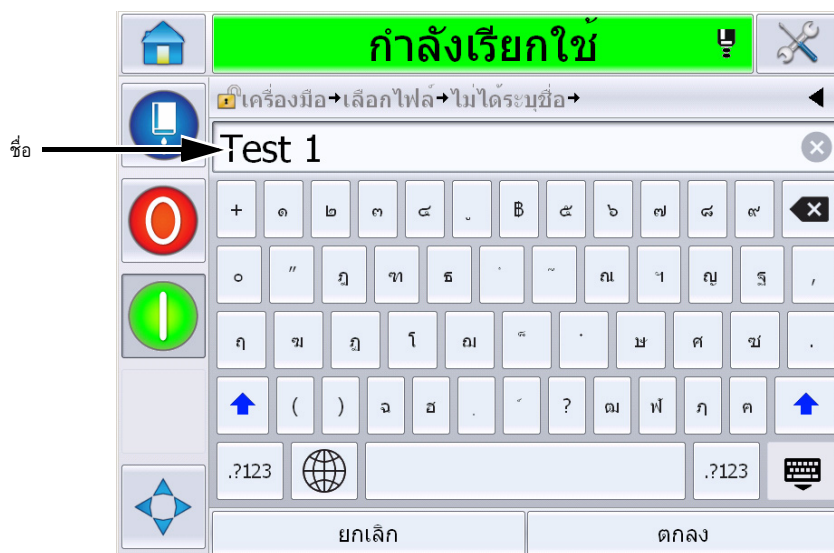 กำลังเรียกใช้
เครื่องมือ→เลือกไฟล์→ไม่ได้ระบุชื่อ→
ชื่อ
Test 1
+ ๑ ๒ ๓ ๔ ู ฿ ๕ ๖ ๗ ๘ ๙
๐ " ฎ ฑ ธ ํ ๊ ณ ฯ ญ ฐ ,
ฤ ฆ ฏ โ ฌ ็ ๋ ษ ศ ซ .
( ) ฉ ฮ ฺ ์ ? ฒ ฬ ฦ ฅ
.?123 .?123
ยกเลิก ตกลง